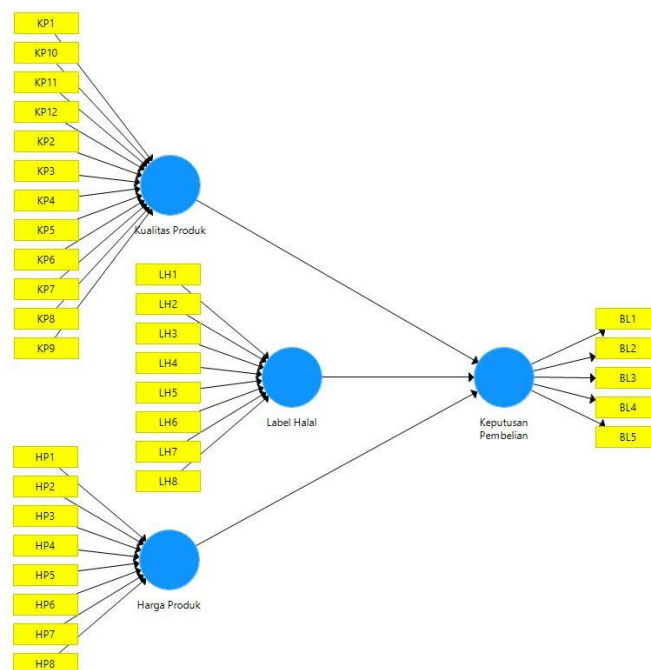 KP1
KP10
KP11
KP12
KP2
KP3
KP4
KP5
KP6
KP7
KP8
KP9
Kualitas Produk
LH1
LH2
LH3
LH4
LH5
LH6
LH7
LH8
Label Halal
HP1
HP2
HP3
HP4
HP5
HP6
HP7
HP8
Harga Produk
Keputusan
Pembelian
BL1
BL2
BL3
BL4
BL5